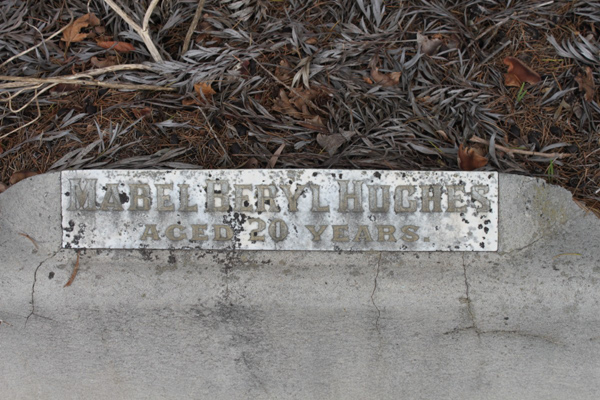 MABEL BERYL HUGHES
AGED 20 YEARS.